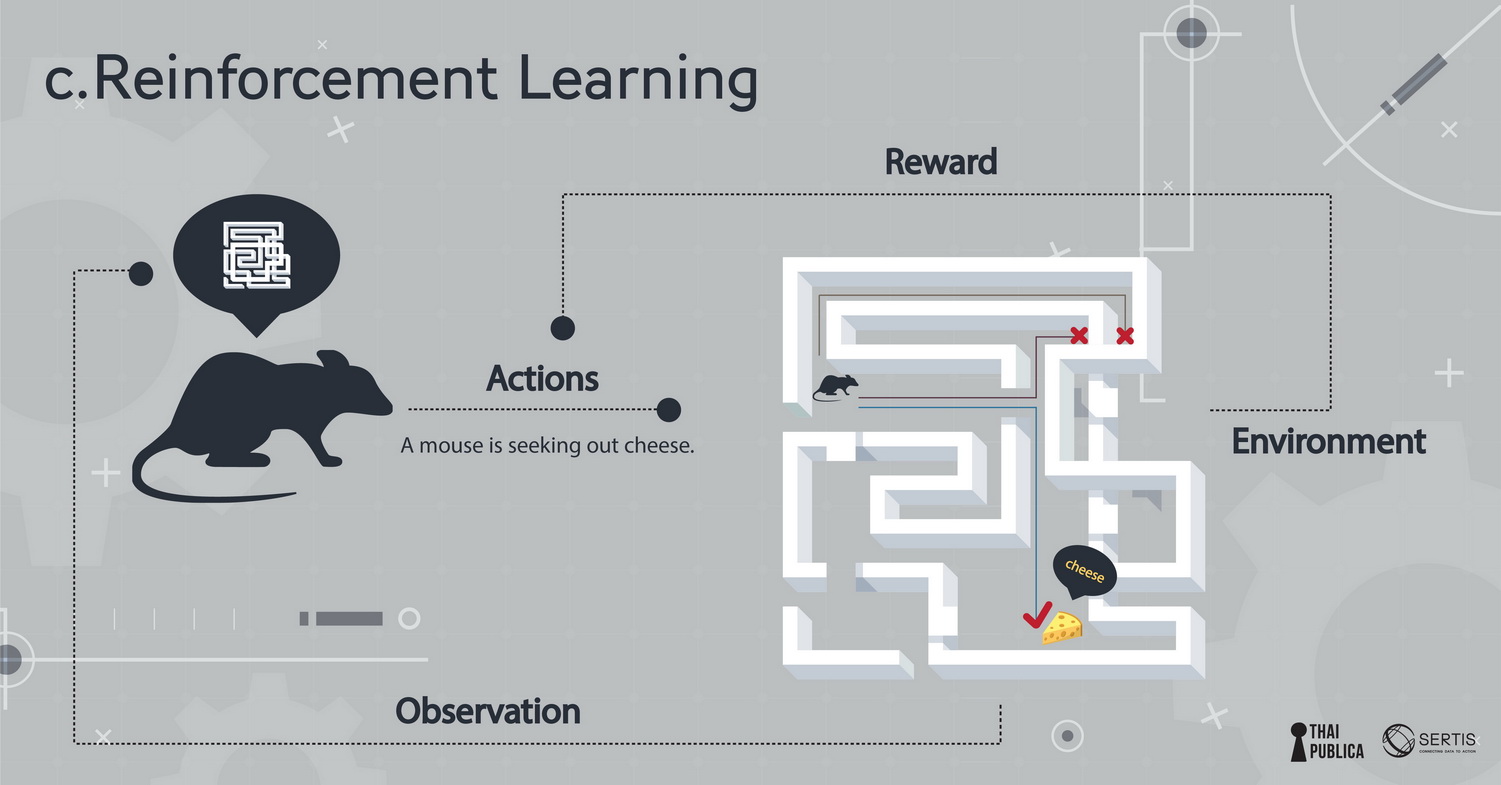 c.Reinforcement Learning
Reward
Actions
A mouse is seeking out cheese.
Environment
cheese
Observation
THAI
PUBLICA
SERTIS
CONNECTING DATA TO ACTION